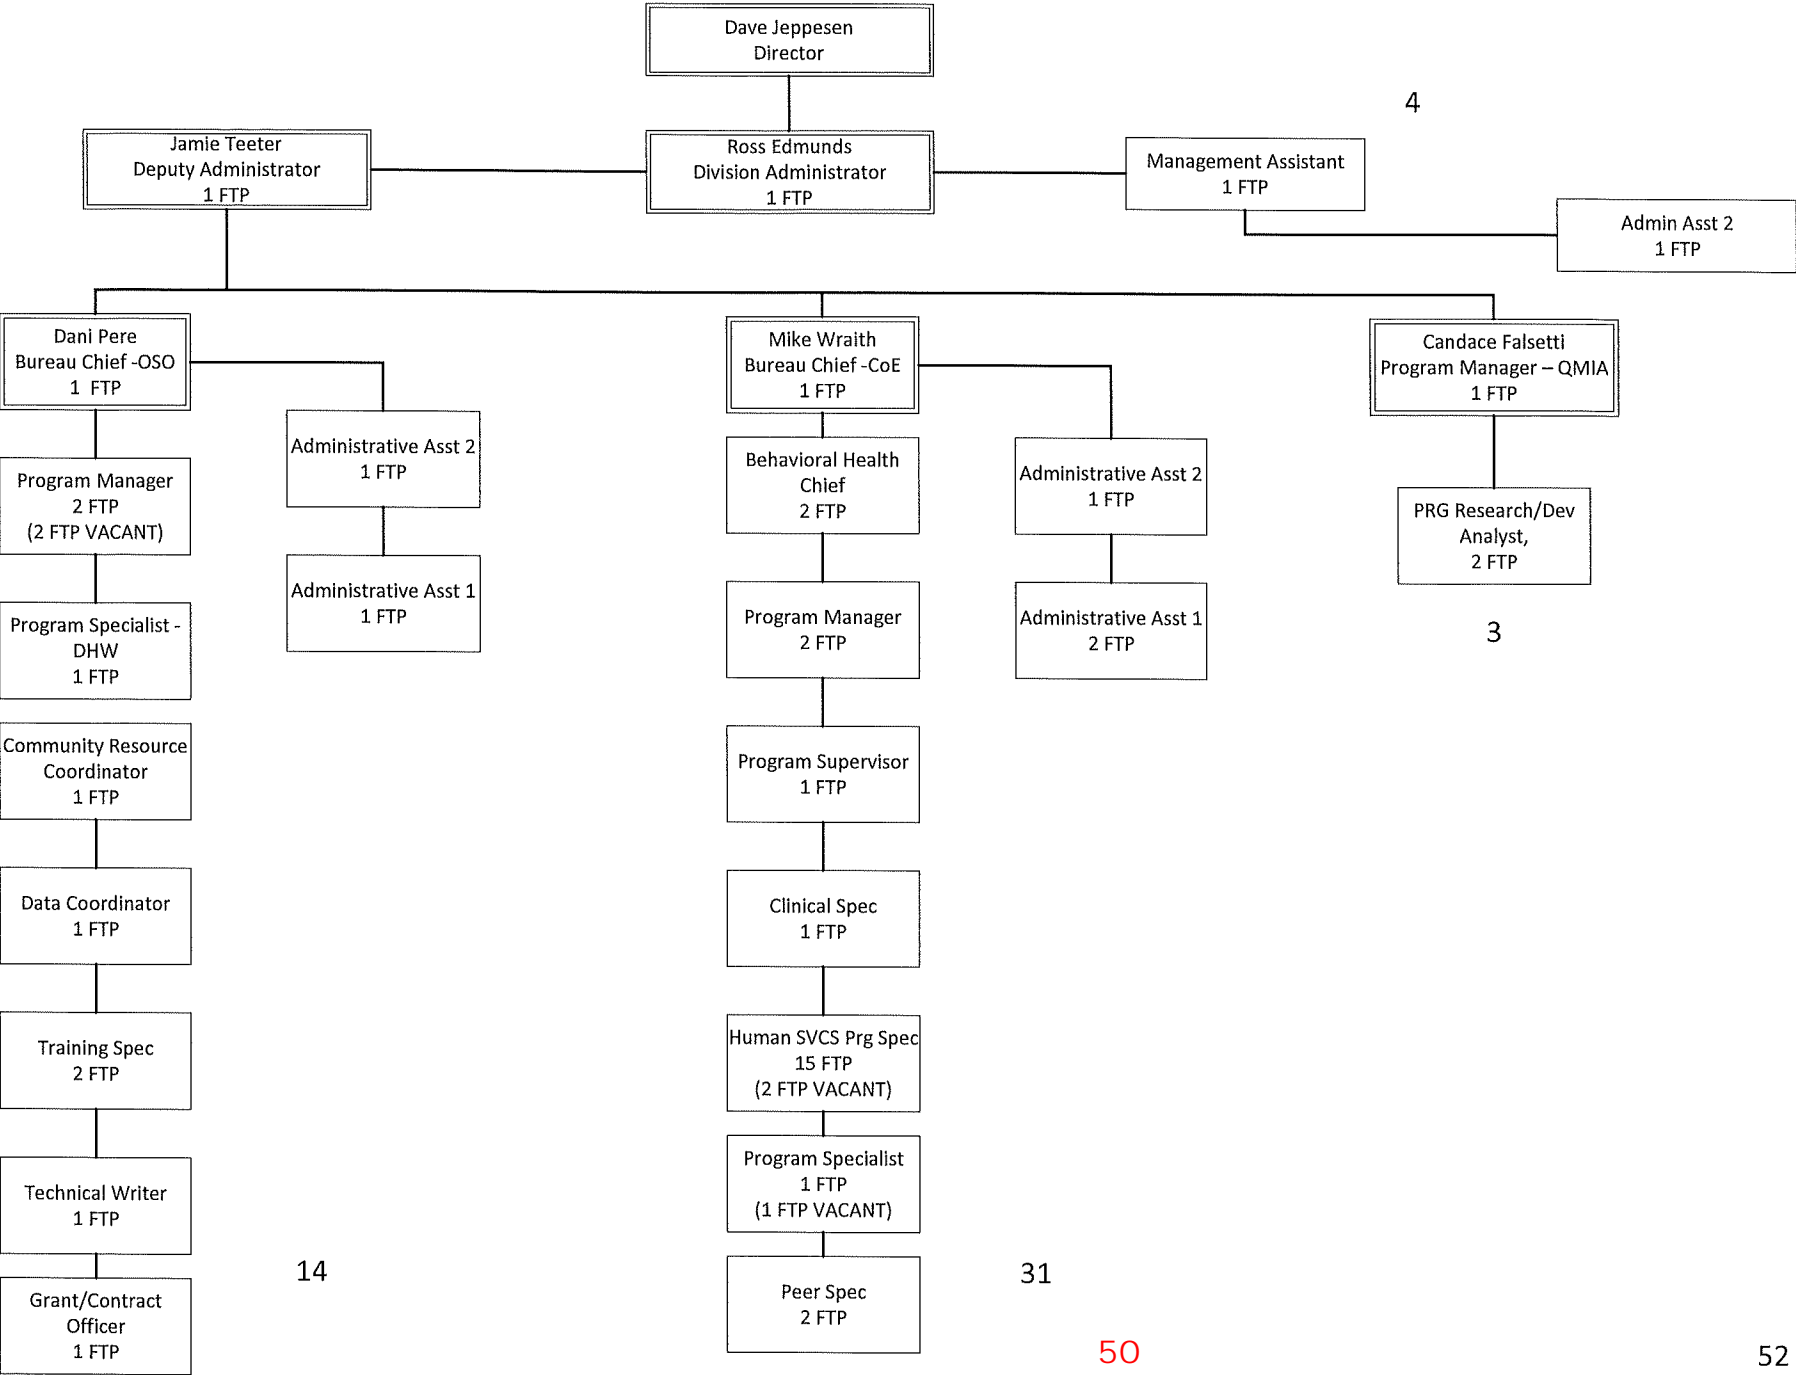 Dave Jeppesen
Director
4
Jamie Teeter
Deputy Administrator
1 FTP
Ross Edmunds
Division Administrator
1 FTP
Management Assistant
1 FTP
Admin Asst 2
1 FTP
Dani Pere
Bureau Chief -OSO
1 FTP
Mike Wraith
Bureau Chief -CoE
1 FTP
Candace Falsetti
Program Manager – QMIA
1 FTP
Program Manager
2 FTP
(2 FTP VACANT)
Administrative Asst 2
1 FTP
Behavioral Health
Chief
2 FTP
Administrative Asst 2
1 FTP
PRG Research/Dev
Analyst,
2 FTP
Program Specialist -
DHW
1 FTP
Administrative Asst 1
1 FTP
Program Manager
2 FTP
Administrative Asst 1
2 FTP
3
Community Resource
Coordinator
1 FTP
Program Supervisor
1 FTP
Data Coordinator
1 FTP
Clinical Spec
1 FTP
Training Spec
2 FTP
Human SVCS Prg Spec
15 FTP
(2 FTP VACANT)
Technical Writer
1 FTP
Program Specialist
1 FTP
(1 FTP VACANT)
Grant/Contract
Officer
1 FTP
14
Peer Spec
2 FTP
31
50
52